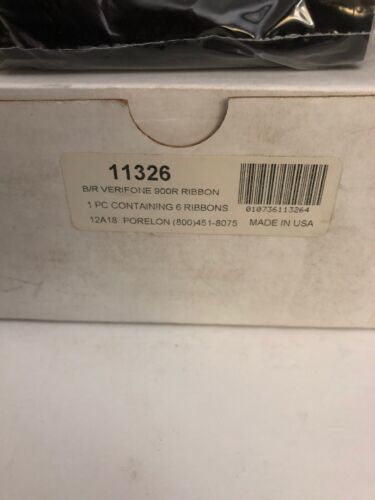 11326
B/R VERIFONE 900R RIBBON
1 PC CONTAINING 6 RIBBONS
12A18 PORELON (800)451-8075 MADE IN USA
010736113264